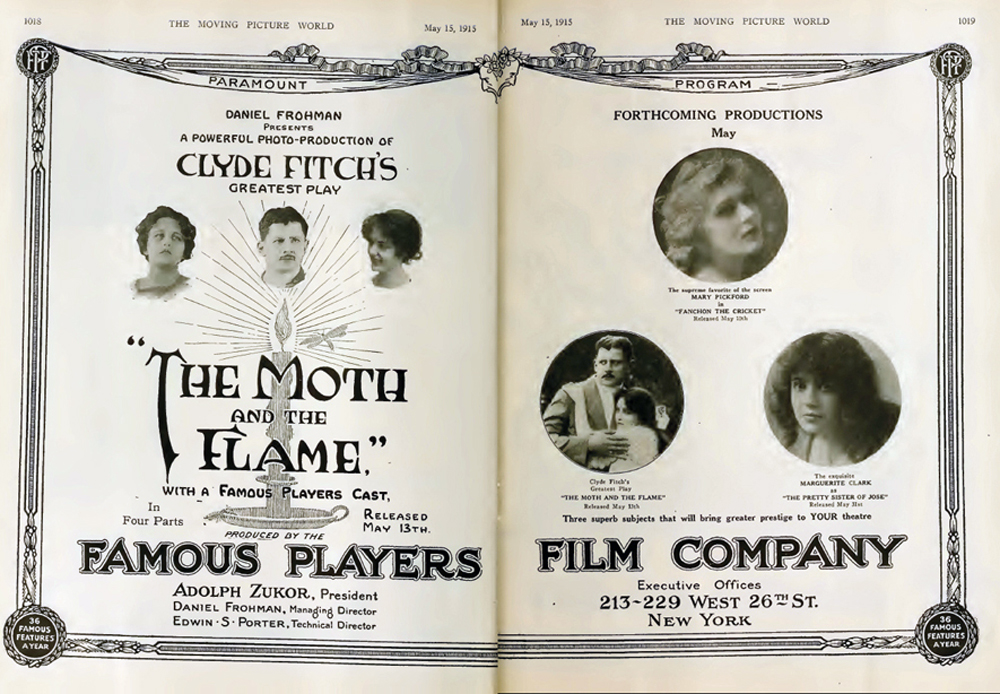 1018
THE MOVING PICTURE WORLD
May 15, 1915
PARAMOUNT
DANIEL FROHMAN
PRESENTS
A POWERFUL PHOTO-PRODUCTION OF
CLYDE FITCH'S
GREATEST PLAY
"THE MOTH
AND THE
FLAME,"
WITH A FAMOUS PLAYERS CAST,
In
Four Parts
RELEASED
MAY 13TH.
PRODUCED BY THE
FAMOUS PLAYERS
ADOLPH ZUKOR, President
DANIEL FROHMAN, Managing Director
EDWIN·S·PORTER, Technical Director
36
FAMOUS
FEATURES
A YEAR
May 15, 1915
THE MOVING PICTURE WORLD
1019
PROGRAM
FORTHCOMING PRODUCTIONS
May
The supreme favorite of the screen
MARY PICKFORD
in
"FANCHON THE CRICKET"
Released May 10th
Clyde Fitch's
Greatest Play
"THE MOTH AND THE FLAME"
Released May 13th
The exquisite
MARGUERITE CLARK
as
"THE PRETTY SISTER OF JOSE"
Released May 31st
Three superb subjects that will bring greater prestige to YOUR theatre
FILM COMPANY
Executive Offices
213-229 WEST 26TH ST.
NEW YORK
36
FAMOUS
FEATURES
A YEAR